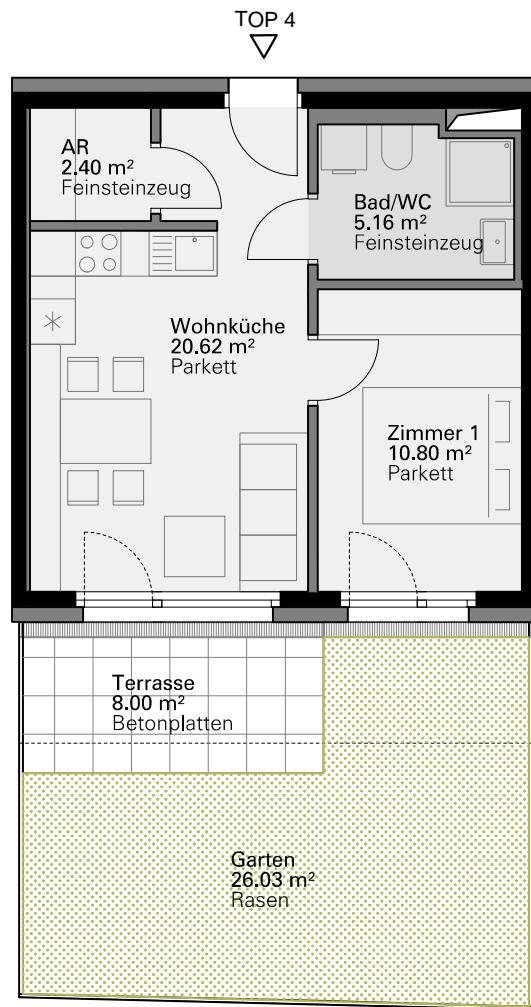 TOP 4
AR
2.40 m²
Feinsteinzeug
Bad/WC
5.16 m²
Feinsteinzeug
Wohnküche
20.62 m²
Parkett
Zimmer 1
10.80 m²
Parkett
Terrasse
8.00 m²
Betonplatten
Garten
26.03 m²
Rasen